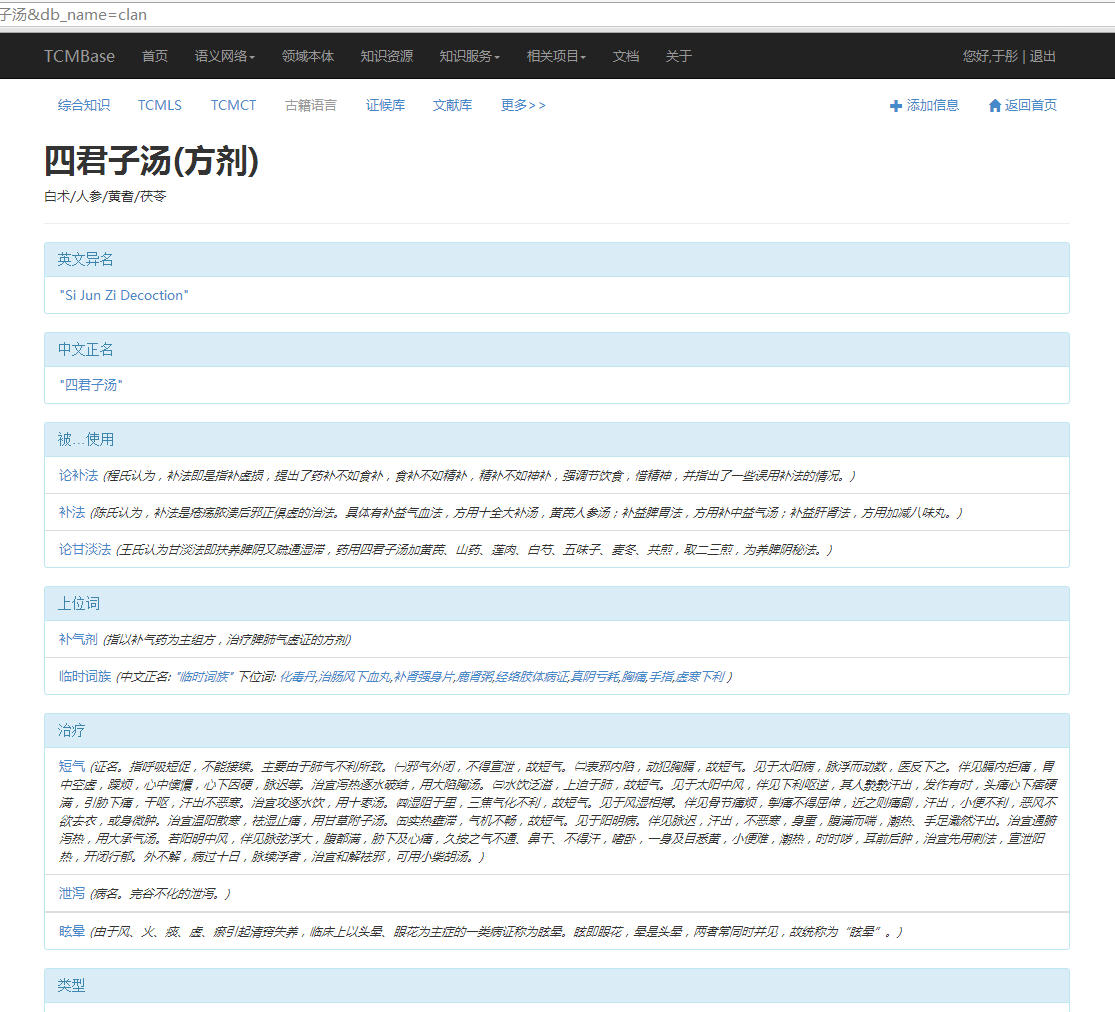 子汤&db_name=clan
TCMBase 首页 语义网络 领域本体 知识资源 知识服务 相关项目 文档 关于 您好,于彤 | 退出
综合知识 TCMLS TCMCT 古籍语言 证候库 文献库 更多>> 添加信息 返回首页
四君子汤(方剂)
白术/人参/黄耆/茯苓
英文异名
"Si Jun Zi Decoction"
中文正名
"四君子汤"
被...使用
论补法 (程氏认为，补法即是指补虚损，提出了药补不如食补，食补不如精补，精补不如神补，强调节饮食，惜精神，并指出了一些误用补法的情况。)
补法 (陈氏认为，补法是疮疡脓溃后邪正俱虚的治法。具体有补益气血法，方用十全大补汤，黄芪人参汤；补益脾胃法，方用补中益气汤；补益肝肾法，方用加减八味丸。)
论甘淡法 (王氏认为甘淡法即扶养脾阴又疏通湿滞，药用四君子汤加黄芪、山药、莲肉、白芍、五味子、麦冬、共煎，取二三煎，为养脾阴秘法。)
上位词
补气剂 (指以补气药为主组方，治疗脾肺气虚证的方剂)
临时词族 (中文正名: "临时词族" 下位词: 化毒丹,治肠风下血丸,补肾强身片,鹿肾粥,经络胶体病证,真阴亏耗,胸痛,手指,虚寒下利 )
治疗
短气 (证名。指呼吸短促，不能接续。主要由于肺气不利所致。㈠邪气外闭，不得宣泄，故短气。㈡表邪内陷，动犯胸膈，故短气。见于太阳病，脉浮而动数，医反下之。伴见膈内拒痛，胃
中空虚，躁烦，心中懊憹，心下因硬，脉迟等。治宜泻热逐水破结，用大陷胸汤。㈢水饮泛溢，上迫于肺，故短气。见于太阳中风，伴见下利呕逆，其人漐漐汗出，发作有时，头痛心下痞硬
满，引胁下痛，干呕，汗出不恶寒。治宜攻逐水饮，用十枣汤。㈣湿阻于里，三焦气化不利，故短气。见于风湿相搏。伴见骨节痛烦，掣痛不得屈伸，近之则痛剧，汗出，小便不利，恶风不
欲去衣，或身微肿。治宜温阳散寒，祛湿止痛，用甘草附子汤。㈤实热壅滞，气机不畅，故短气。见于阳明病。伴见脉迟，汗出，不恶寒，身重，腹满而喘，潮热、手足濈然汗出。治宜通腑
泻热，用大承气汤。若阳明中风，伴见脉弦浮大，腹都满，胁下及心痛，久按之气不通、鼻干、不得汗，嗜卧，一身及目悉黄，小便难，潮热，时时哕，耳前后肿，治宜先用刺法，宣泄阳
热，开闭行郁。外不解，病过十日，脉续浮者，治宜和解祛邪，可用小柴胡汤。)
泄泻 (病名。完谷不化的泄泻。)
眩晕 (由于风、火、痰、虚、瘀引起清窍失养，临床上以头晕、眼花为主症的一类病证称为眩晕。眩即眼花，晕是头晕，两者常同时并见，故统称为“眩晕”。)
类型